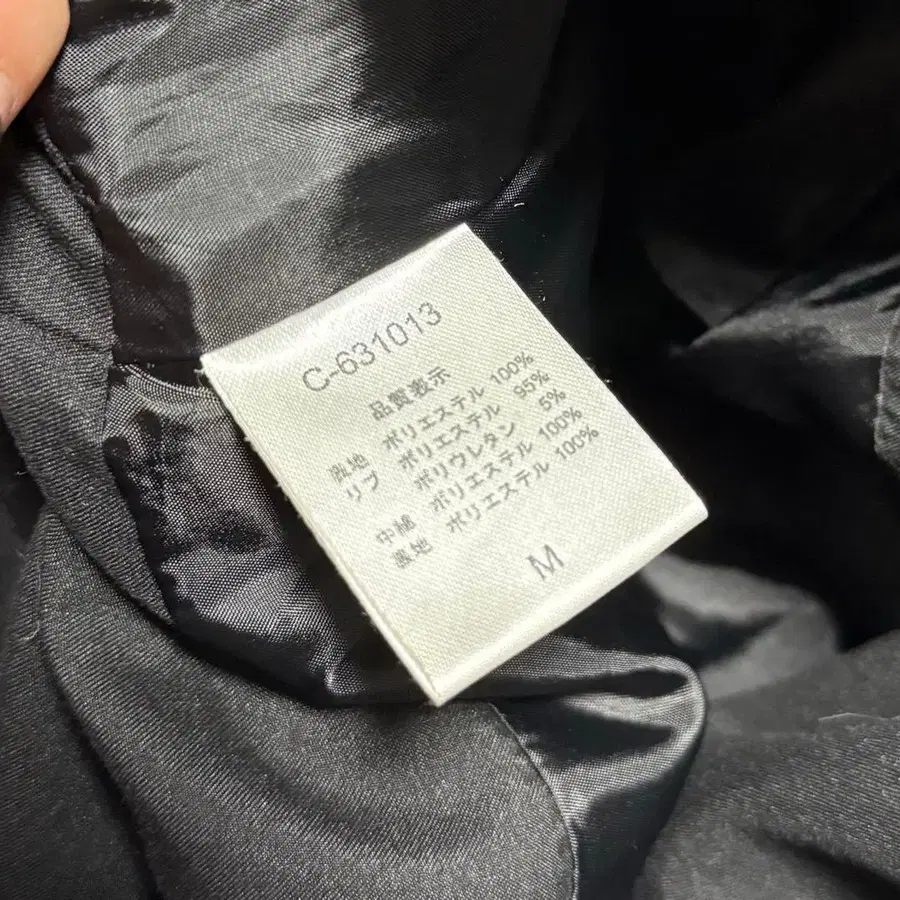 C-631013
品質表示
表地 ポリエステル 100%
リブ ポリエステル 95%
ポリウレタン 5%
中綿 ポリエステル 100%
裏地 ポリエステル 100%
M